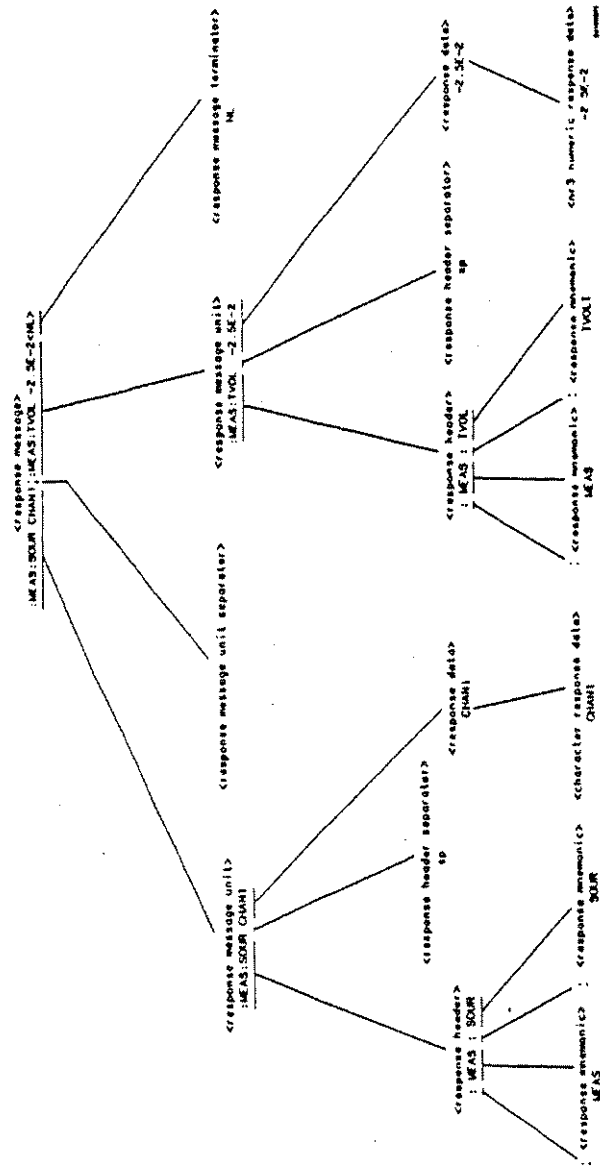 <response message>
:MEAS:SOUR CHAN1;:MEAS:TVOL -2.5E-2<NL>
<response message unit>
:MEAS:SOUR CHAN1
<response message unit separator>
<response message unit>
:MEAS:TVOL -2.5E-2
<response message terminator>
NL
<response header>
: MEAS : SOUR
<response header separator>
sp
<response data>
CHAN1
<response header>
: MEAS : TVOL
<response header separator>
sp
<response data>
-2.5E-2
: <response mnemonic> : <response mnemonic>
MEAS SOUR
<character response data>
CHAN1
: <response mnemonic> : <response mnemonic>
MEAS TVOLT
<nr3 numeric response data>
-2.5E-2